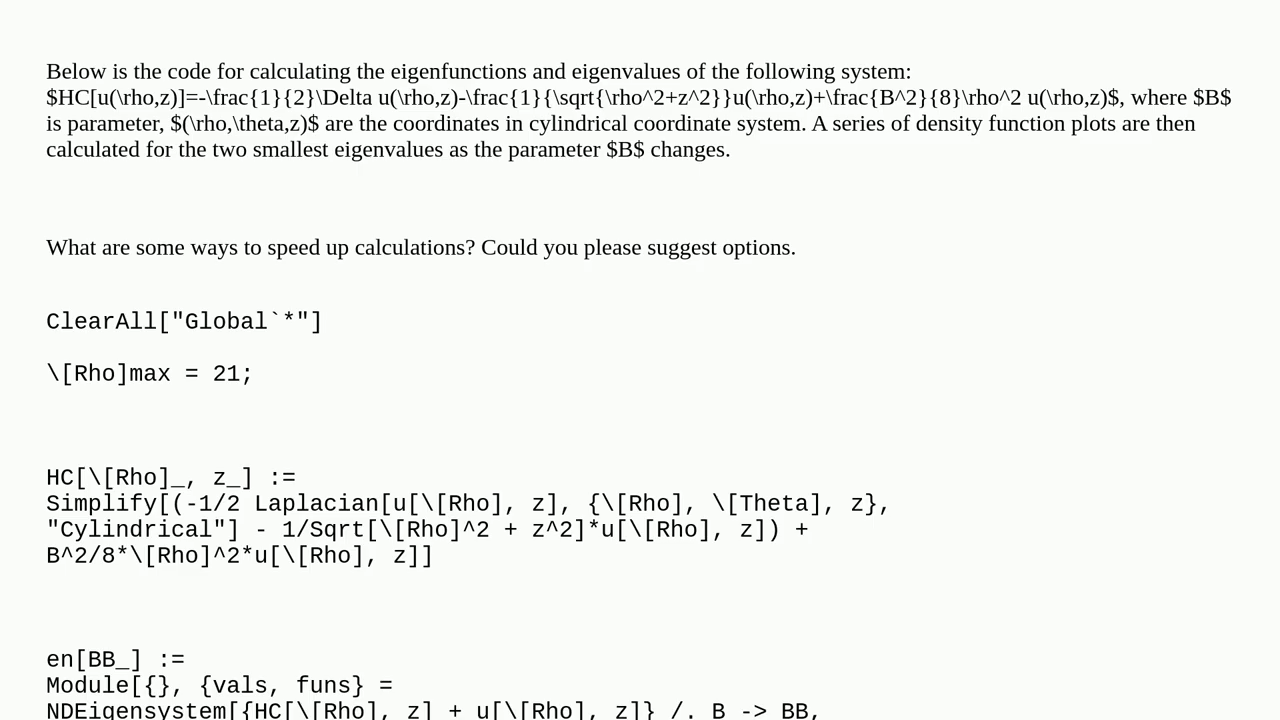 Below is the code for calculating the eigenfunctions and eigenvalues of the following system:
$HC[u(\rho,z)]=-\frac{1}{2}\Delta u(\rho,z)-\frac{1}{\sqrt{\rho^2+z^2}}u(\rho,z)+\frac{B^2}{8}\rho^2 u(\rho,z)$, where $B$
is parameter, $(\rho,\theta,z)$ are the coordinates in cylindrical coordinate system. A series of density function plots are then
calculated for the two smallest eigenvalues as the parameter $B$ changes.
What are some ways to speed up calculations? Could you please suggest options.
ClearAll["Global`*"]
\[Rho]max = 21;
HC[\[Rho]_, z_] :=
Simplify[(-1/2 Laplacian[u[\[Rho], z], {\[Rho], \[Theta], z},
"Cylindrical"] - 1/Sqrt[\[Rho]^2 + z^2]*u[\[Rho], z]) +
B^2/8*\[Rho]^2*u[\[Rho], z]]
en[BB_] :=
Module[{}, {vals, funs} =
NDEigensystem[{HC[\[Rho], z] + u[\[Rho], z]} /. B -> BB,